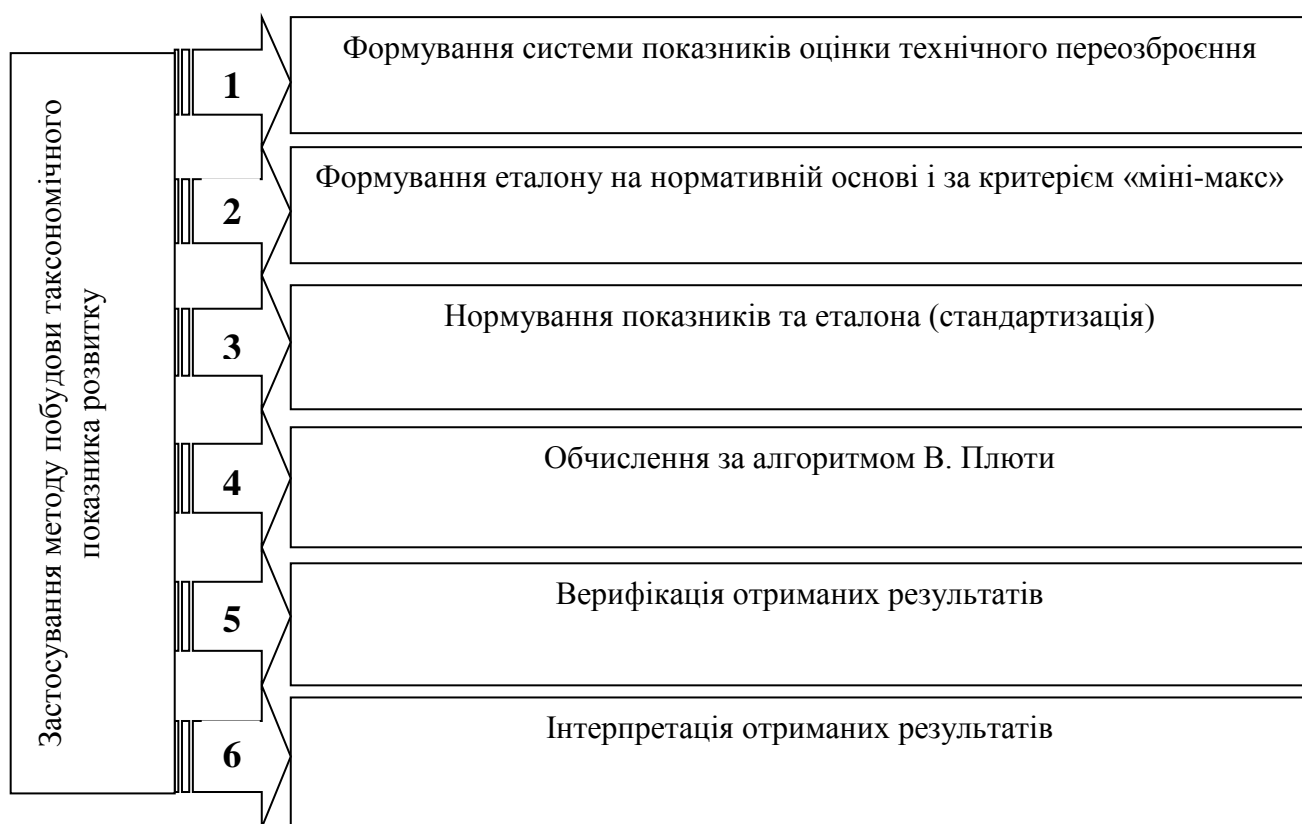 Застосування методу побудови таксономічного
показника розвитку
1
Формування системи показників оцінки технічного переозброєння
2
Формування еталону на нормативній основі і за критерієм «міні-макс»
3
Нормування показників та еталона (стандартизація)
4
Обчислення за алгоритмом В. Плюти
5
Верифікація отриманих результатів
6
Інтерпретація отриманих результатів